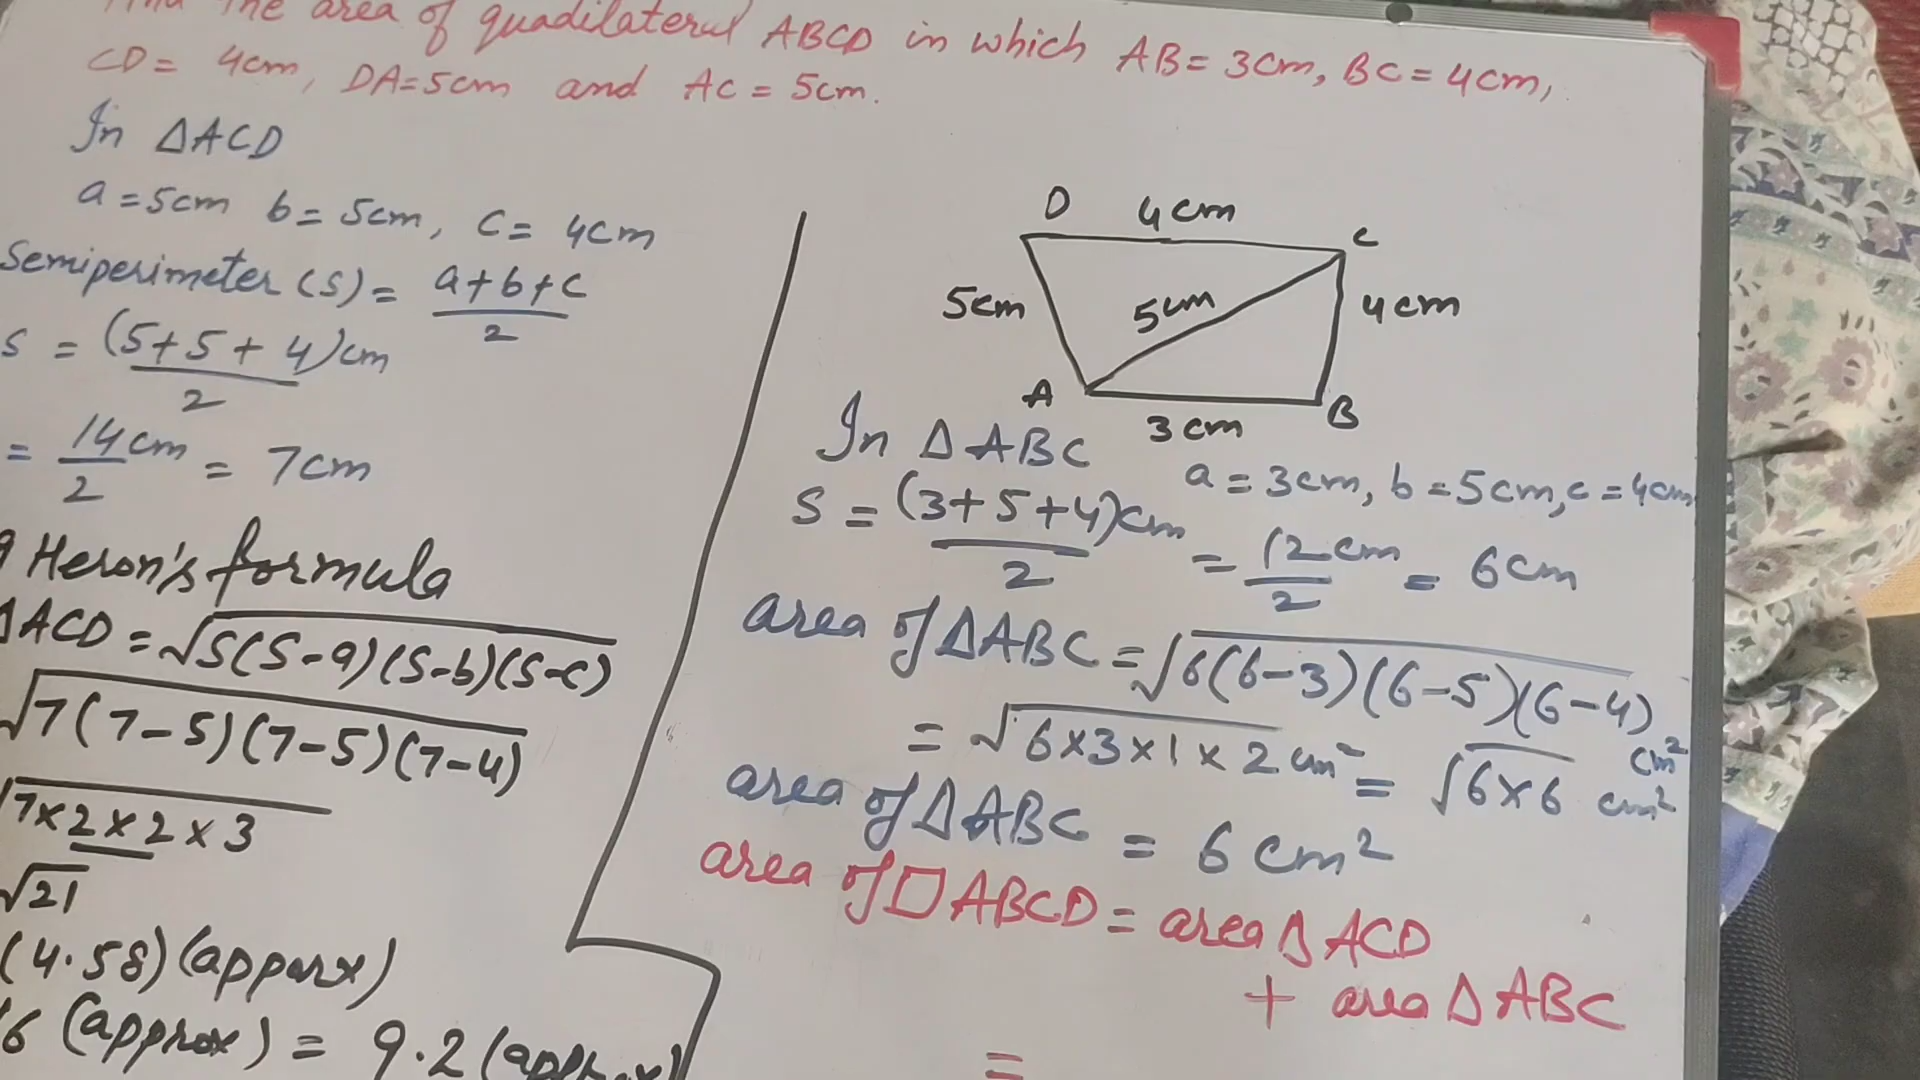 the area of quadilateral ABCD in which AB = 3cm, BC = 4cm,
CD = 4cm, DA=5cm and AC = 5cm.
In ΔACD
a = 5cm b = 5cm, c = 4cm
Semiperimeter (S) = a+b+c
2
S = (5+5+4)cm
2
= 14cm = 7cm
2
Heron's formula
ΔACD = √S(S-a)(S-b)(S-c)
√7(7-5)(7-5)(7-4)
√7×2×2×3
√21
(4.58)(apparx)
6 (approx) = 9.2 (approx)
D 4cm C
5cm 5cm 4cm
A 3cm B
In ΔABC a = 3cm, b = 5cm, c = 4cm
S = (3+5+4)cm = 12cm = 6cm
2 2
area of ΔABC = √6(6-3)(6-5)(6-4) cm²
= √6×3×1×2 cm² = √6×6 cm²
area of ΔABC = 6cm²
area of □ABCD = area ΔACD
+ area ΔABC
=